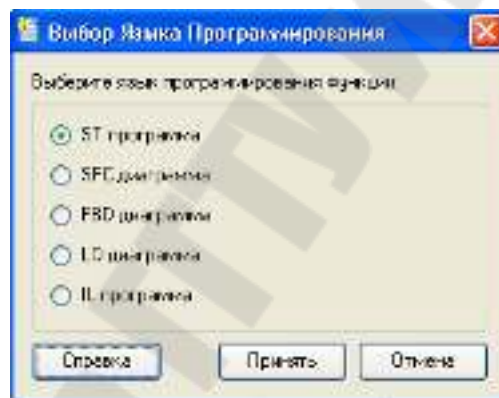 Выбор Языка Программирования
Выберите язык программирования функции
ST программа
SFC диаграмма
FBD диаграмма
LD диаграмма
IL программа
Справка
Принять
Отмена